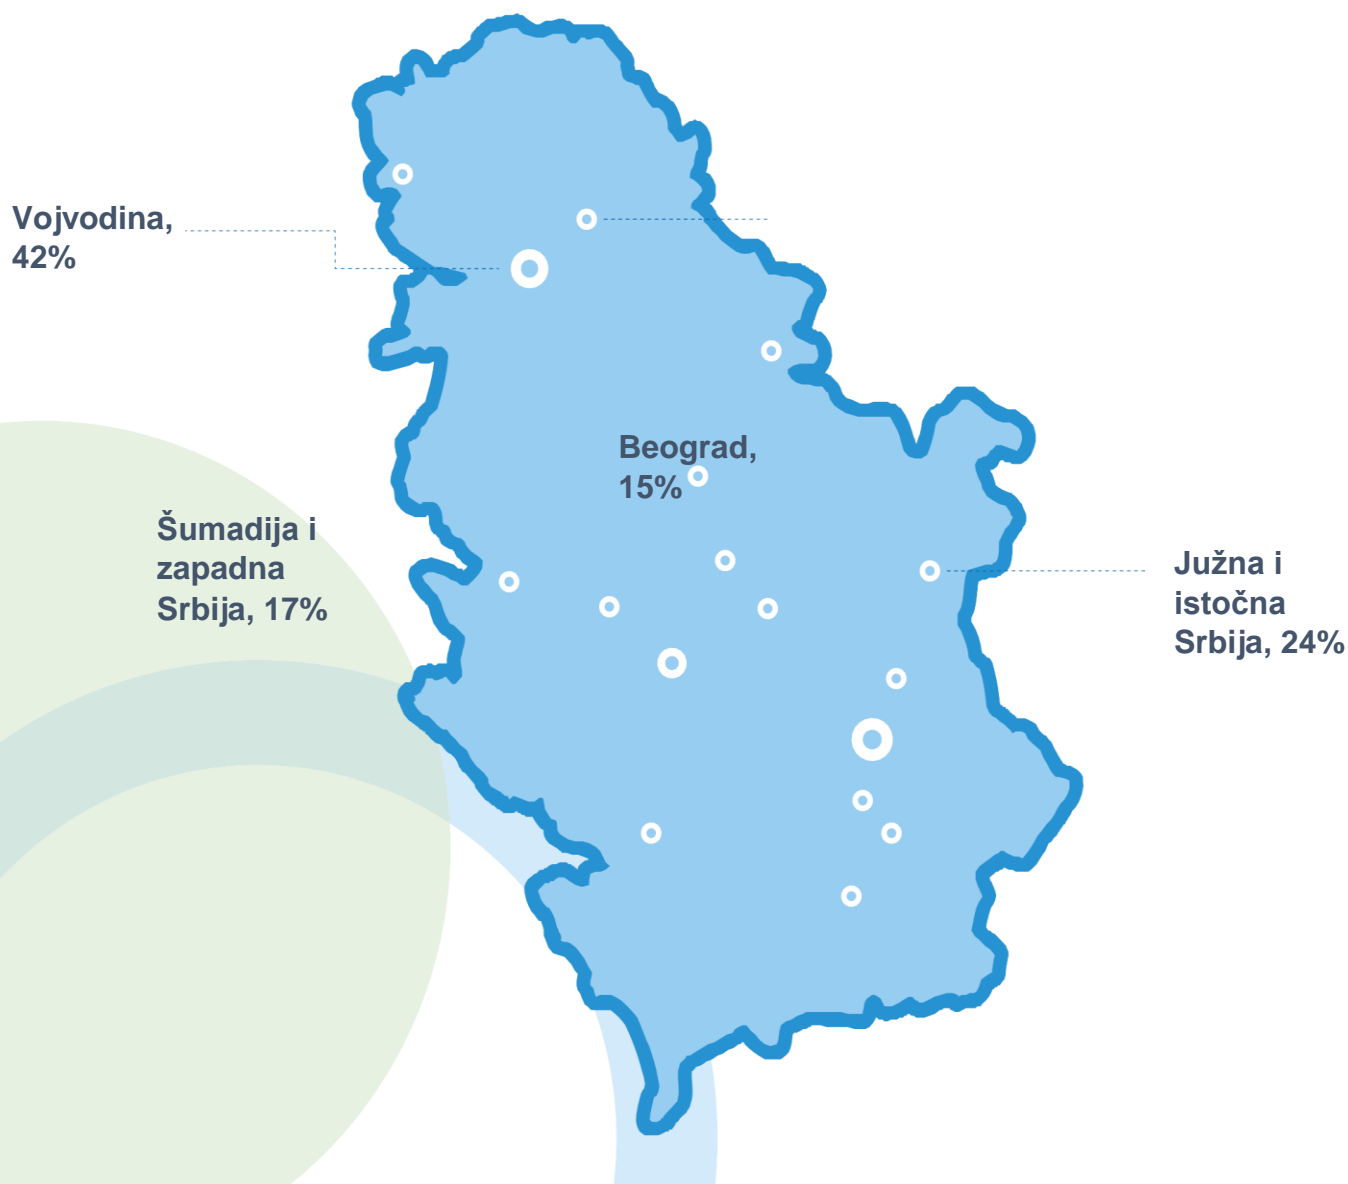 Vojvodina,
42%
Beograd,
15%
Šumadija i
zapadna
Srbija, 17%
Južna i
istočna
Srbija, 24%